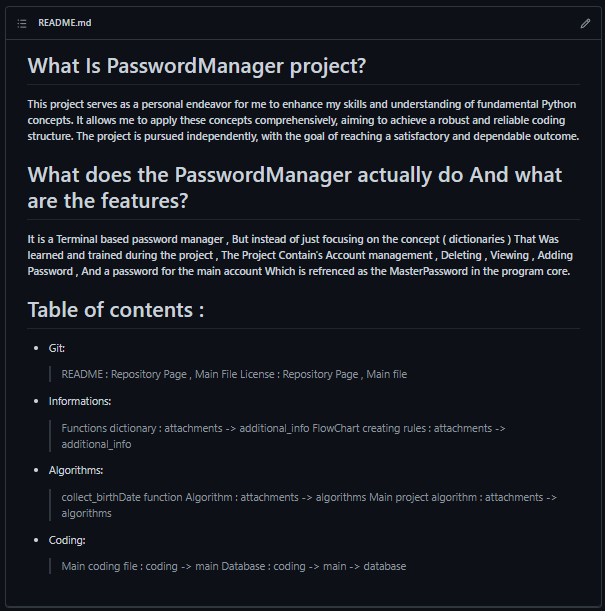 README.md
What Is PasswordManager project?
This project serves as a personal endeavor for me to enhance my skills and understanding of fundamental Python
concepts. It allows me to apply these concepts comprehensively, aiming to achieve a robust and reliable coding
structure. The project is pursued independently, with the goal of reaching a satisfactory and dependable outcome.
What does the PasswordManager actually do And what
are the features?
It is a Terminal based password manager , But instead of just focusing on the concept ( dictionaries ) That Was
learned and trained during the project , The Project Contain's Account management , Deleting , Viewing , Adding
Password , And a password for the main account Which is refrenced as the MasterPassword in the program core.
Table of contents :
Git:
README : Repository Page , Main File License : Repository Page , Main file
Informations:
Functions dictionary : attachments -> additional_info FlowChart creating rules : attachments ->
additional_info
Algorithms:
collect_birthDate function Algorithm : attachments -> algorithms Main project algorithm : attachments ->
algorithms
Coding:
Main coding file : coding -> main Database : coding -> main -> database